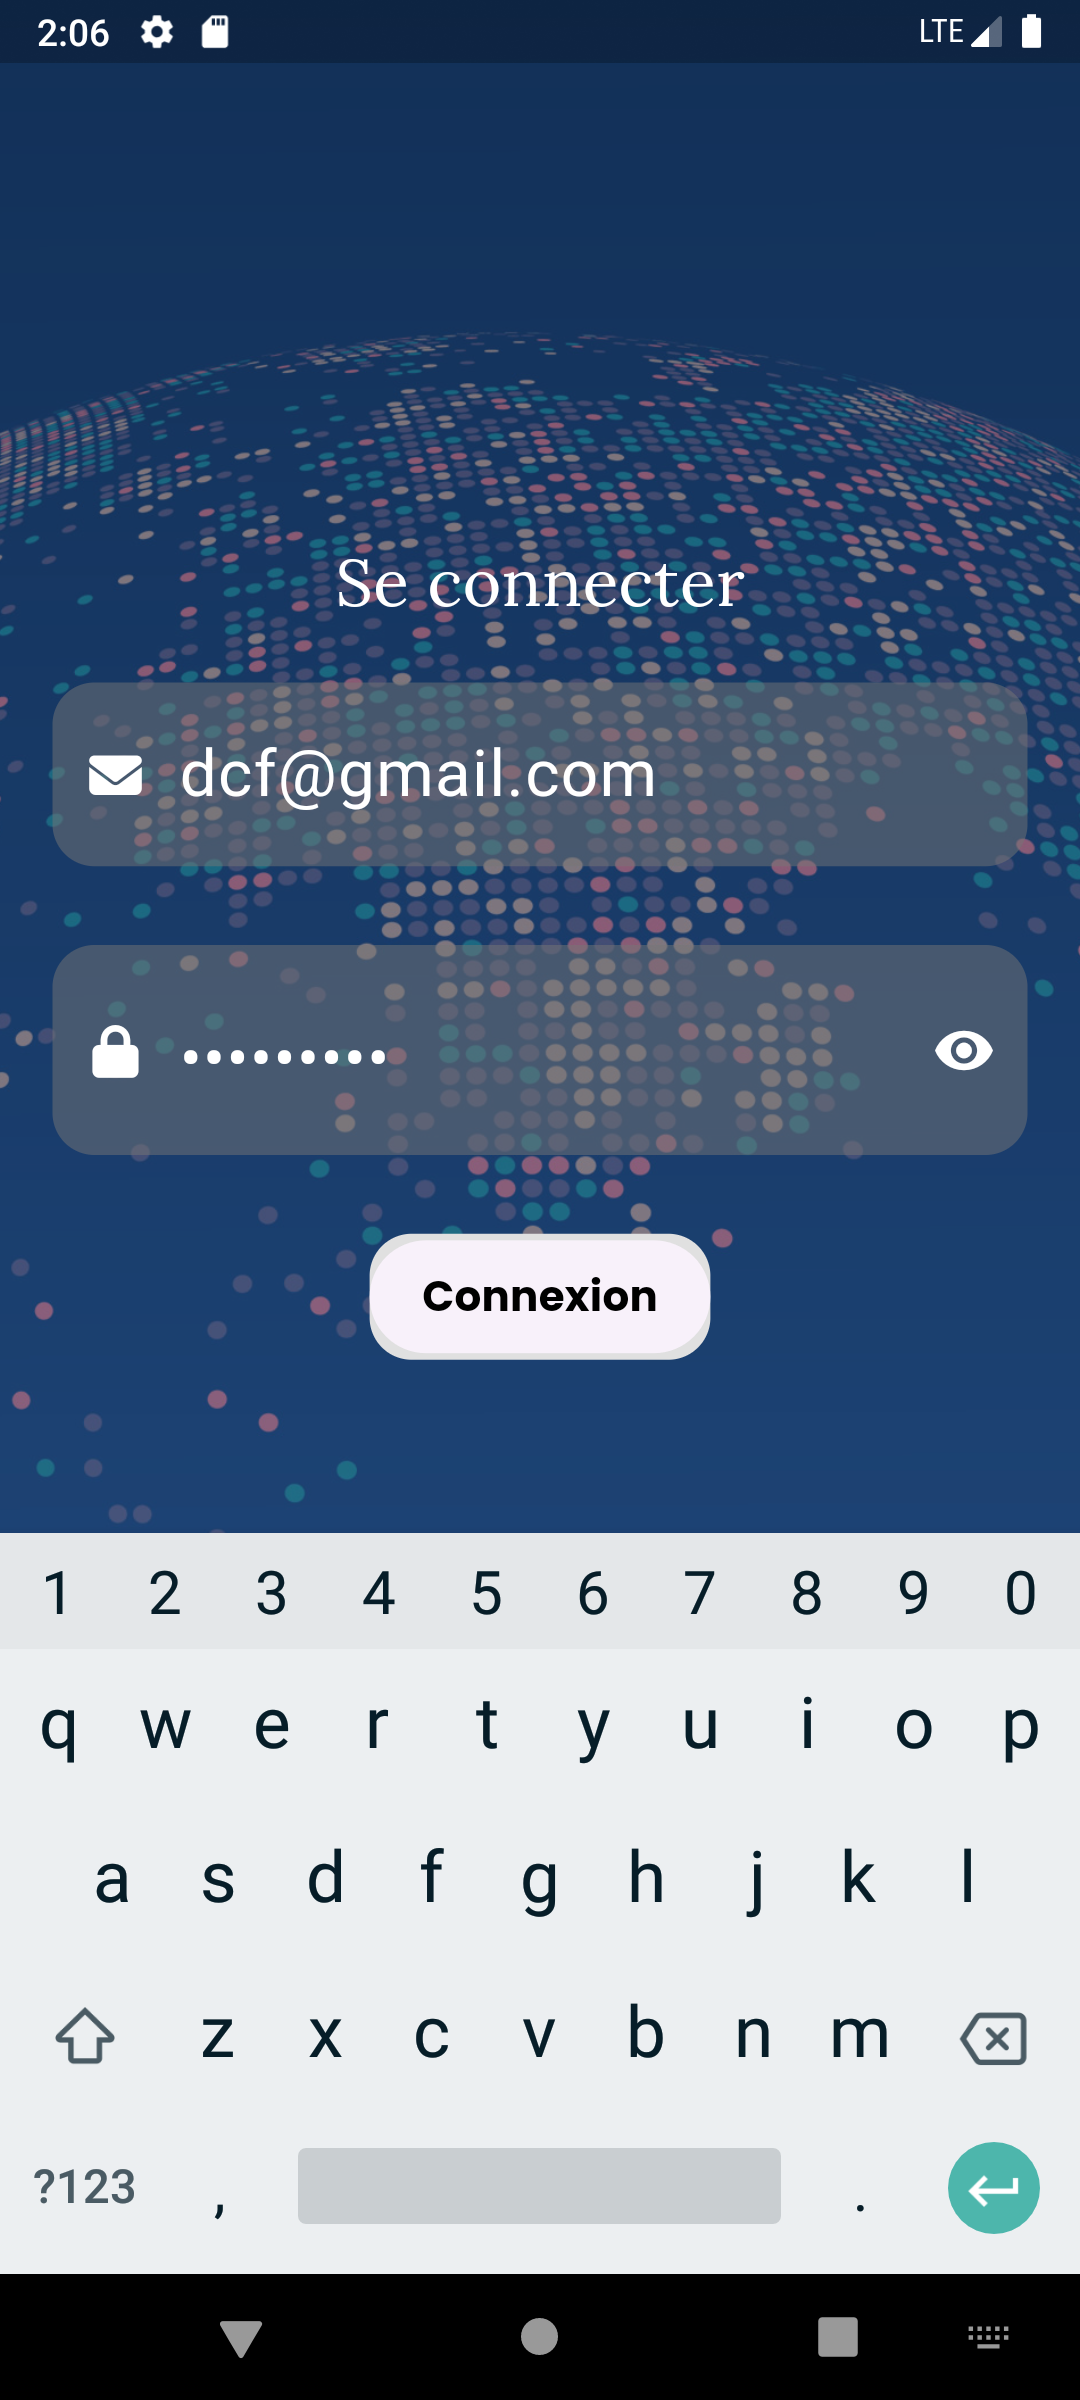 2:06 LTE
Se connecter
dcf@gmail.com
•••••••••
Connexion
1 2 3 4 5 6 7 8 9 0
q w e r t y u i o p
a s d f g h j k l
z x c v b n m
?123 , .